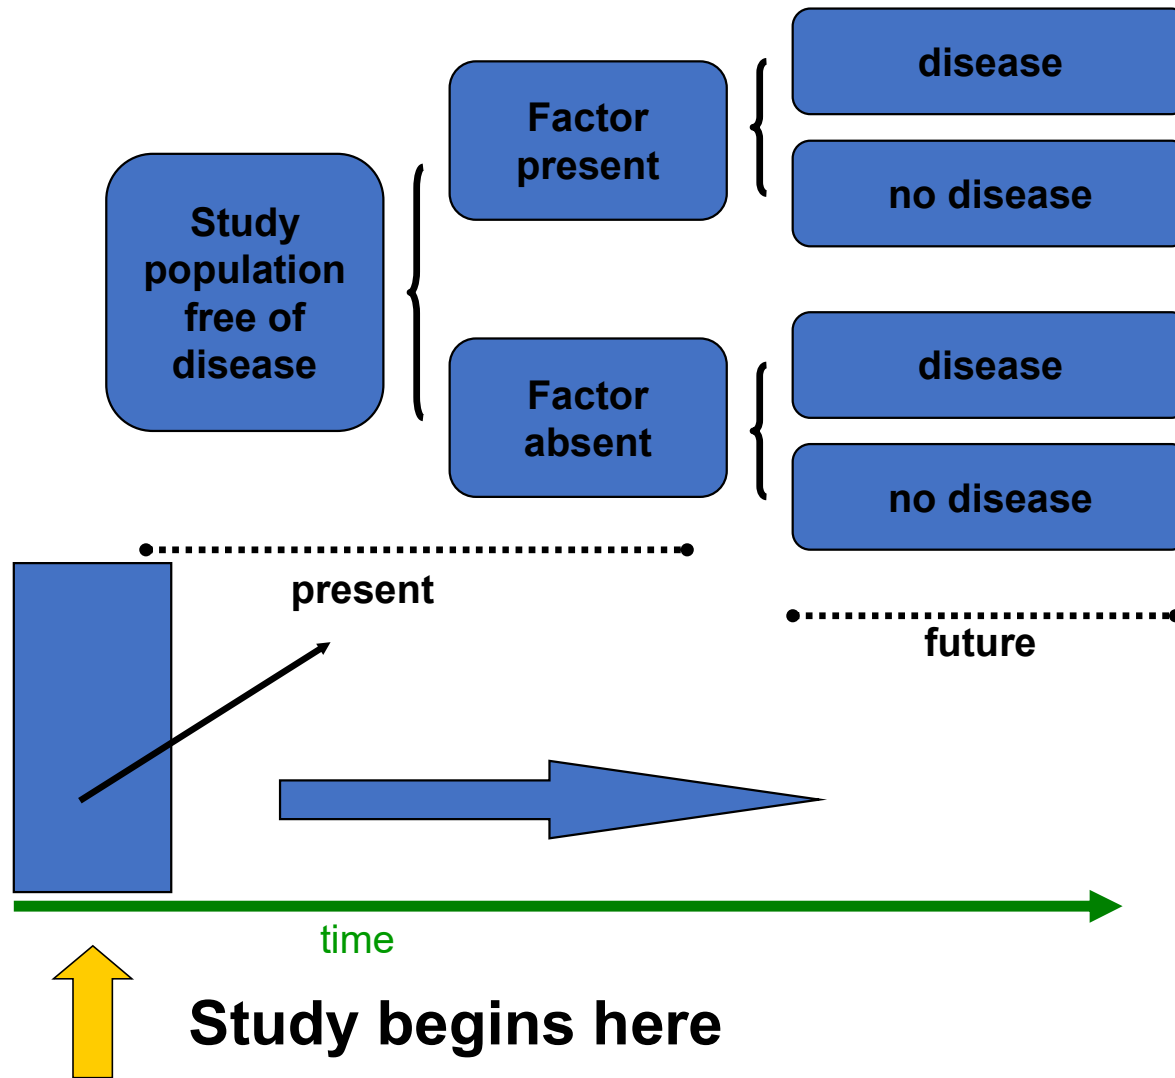 Study
population
free of
disease
Factor
present
Factor
absent
disease
no disease
disease
no disease
present
future
time
Study begins here